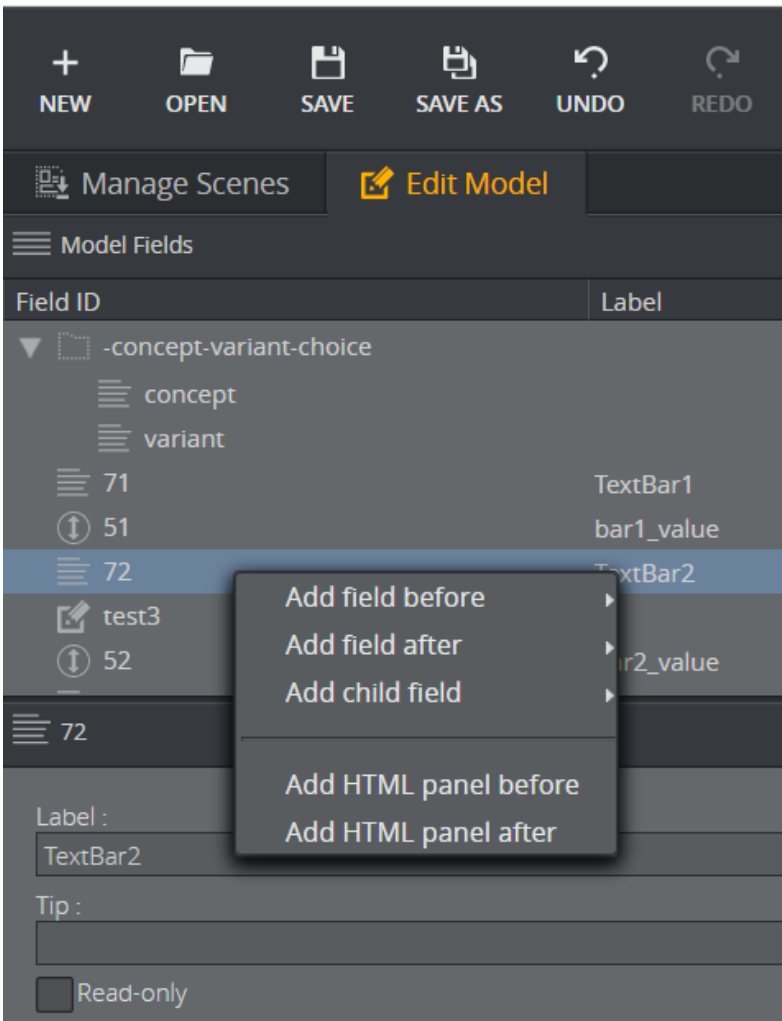 NEW OPEN SAVE SAVE AS UNDO REDO
Manage Scenes Edit Model
Model Fields
Field ID Label
-concept-variant-choice
concept
variant
71 TextBar1
51 bar1_value
72
test3
52
Add field before
Add field after
Add child field
Add HTML panel before
Add HTML panel after
72
Label :
TextBar2
Tip :
Read-only